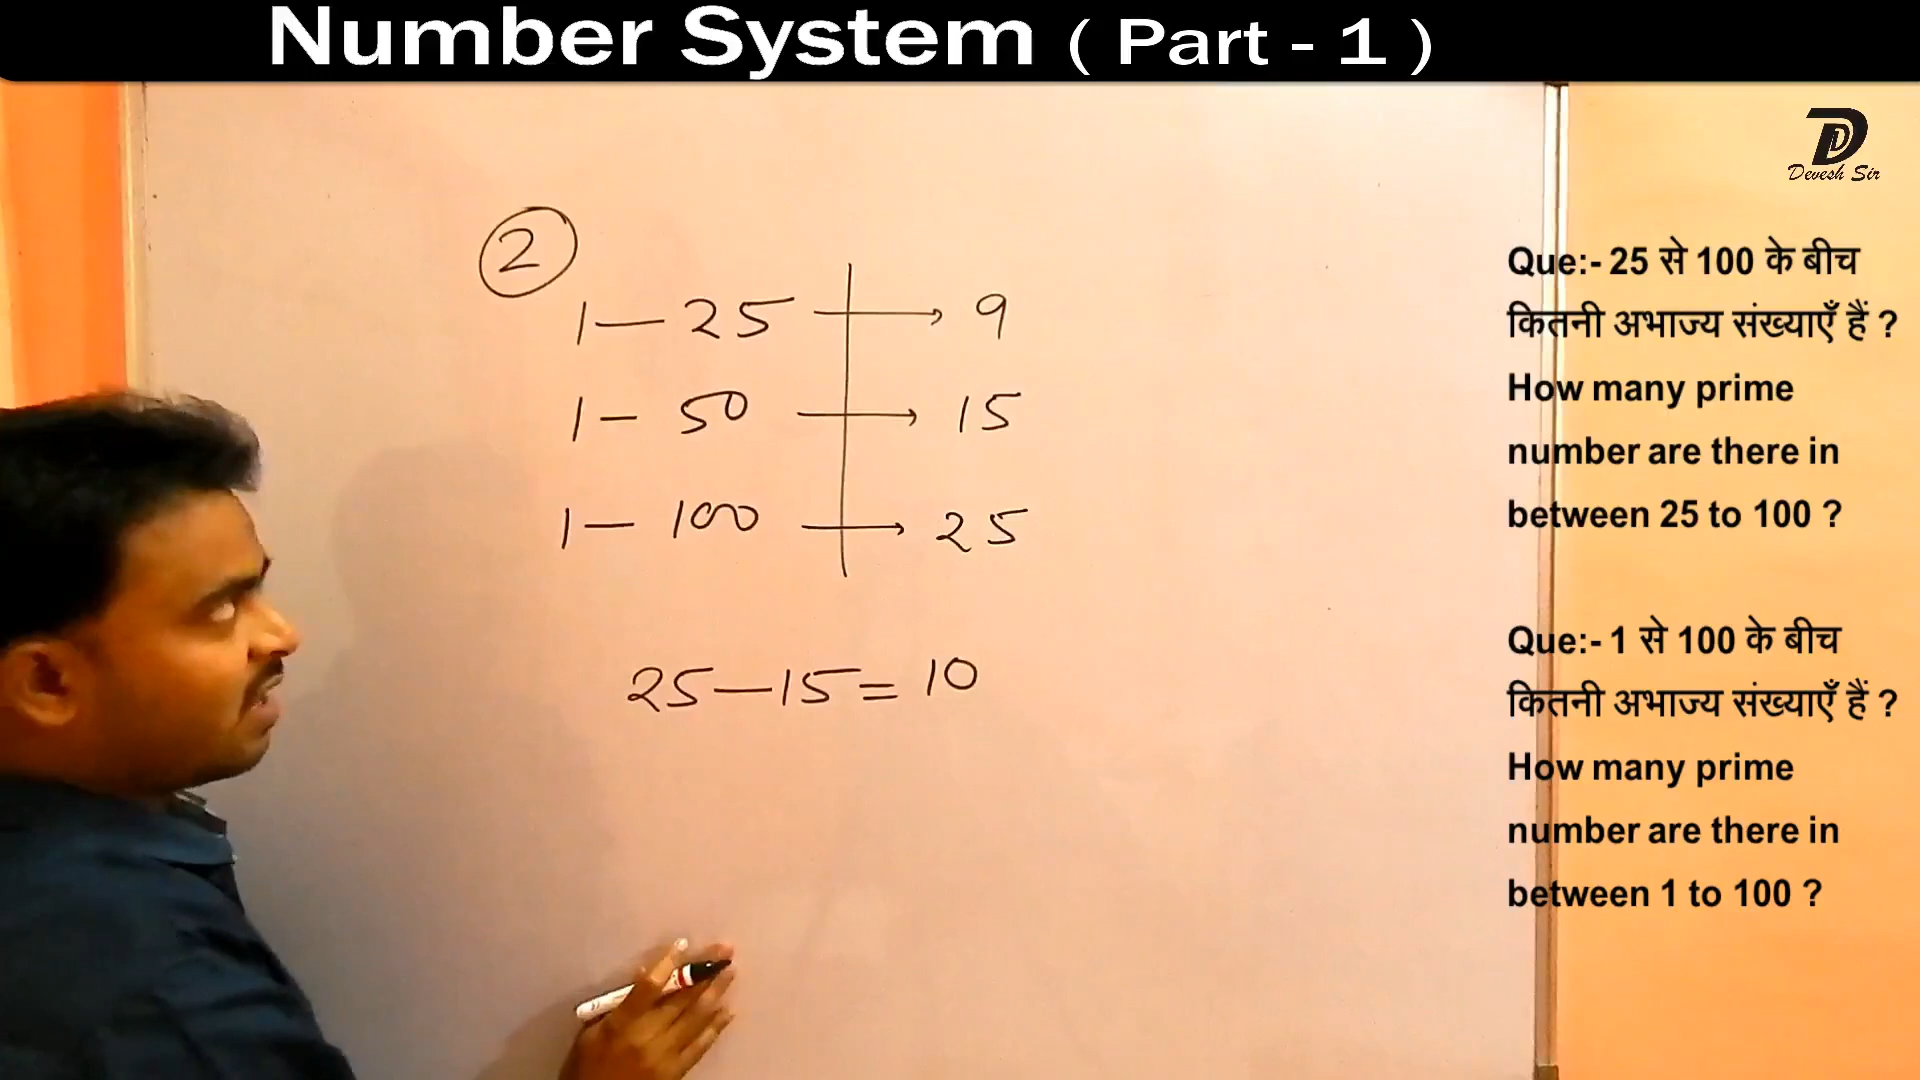 Number System ( Part - 1 )
Devesh Sir
2
1 — 25 → 9
1 — 50 → 15
1 — 100 → 25
25 — 15 = 10
Que:- 25 से 100 के बीच
कितनी अभाज्य संख्याएँ हैं ?
How many prime
number are there in
between 25 to 100 ?
Que:- 1 से 100 के बीच
कितनी अभाज्य संख्याएँ हैं ?
How many prime
number are there in
between 1 to 100 ?